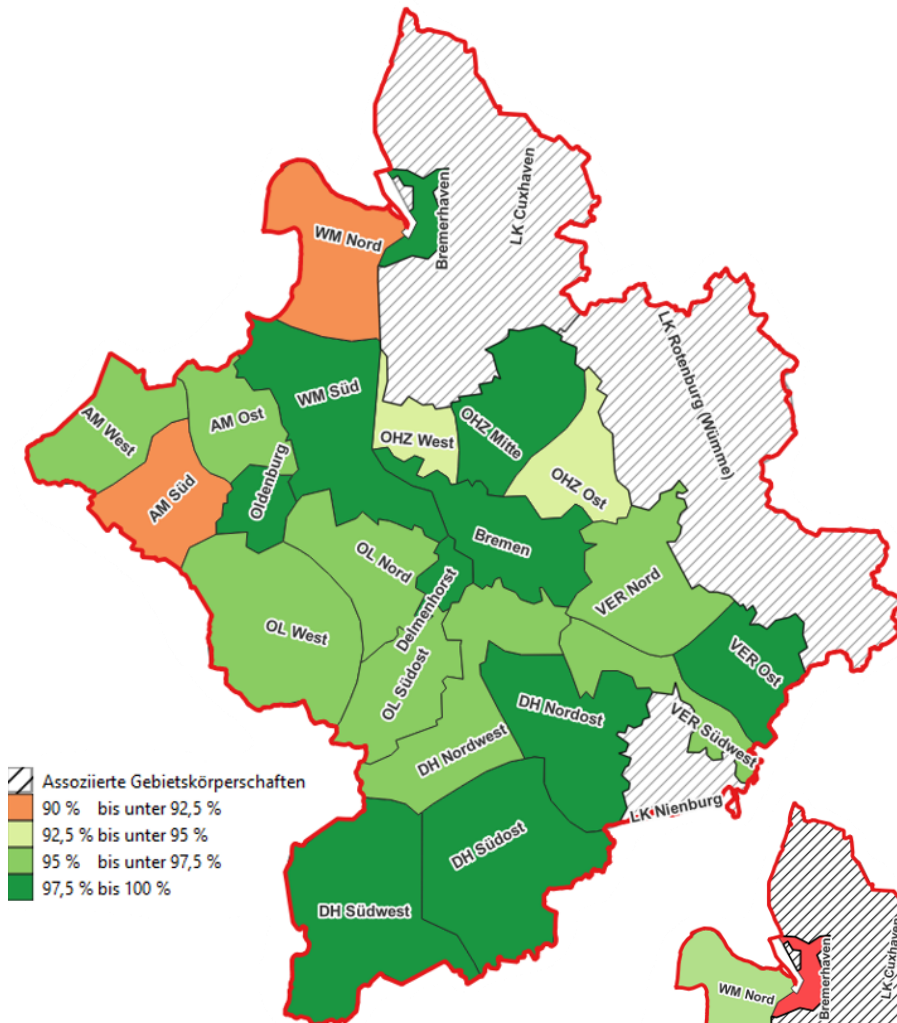 LK Cuxhaven
Bremerhaven
WM Nord
LK Rotenburg (Wümme)
WM Süd
AM Ost
AM West
OHZ West
OHZ Mitte
OHZ Ost
AM Süd
Oldenburg
Bremen
OL Nord
Delmenhorst
VER Nord
OL West
VER Ost
OL Südost
DH Nordost
VER Südwest
DH Nordwest
LK Nienburg
DH Südost
DH Südwest
Assoziierte Gebietskörperschaften
90 % bis unter 92,5 %
92,5 % bis unter 95 %
95 % bis unter 97,5 %
97,5 % bis 100 %
WM Nord
Bremerhaven
LK Cuxhaven